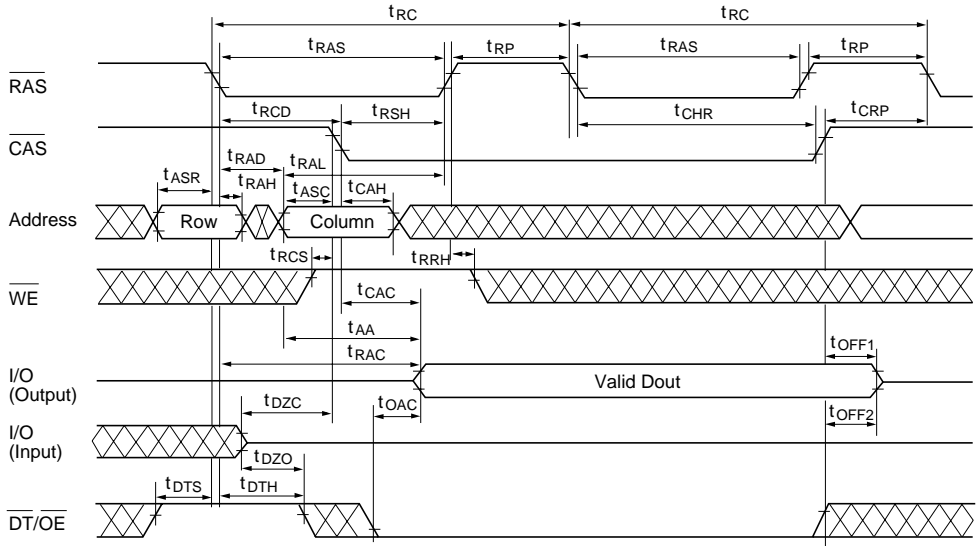 tRC tRC
tRAS tRP tRAS tRP
RAS
tRCD tRSH tCHR tCRP
CAS
tRAD tRAL
tASR tRAH tASC tCAH
Address Row Column
tRCS tRRH
WE
tCAC
tAA
tRAC tOFF1
I/O
(Output) Valid Dout
tDZC tOAC tOFF2
I/O
(Input)
tDZO
tDTS tDTH
DT/OE